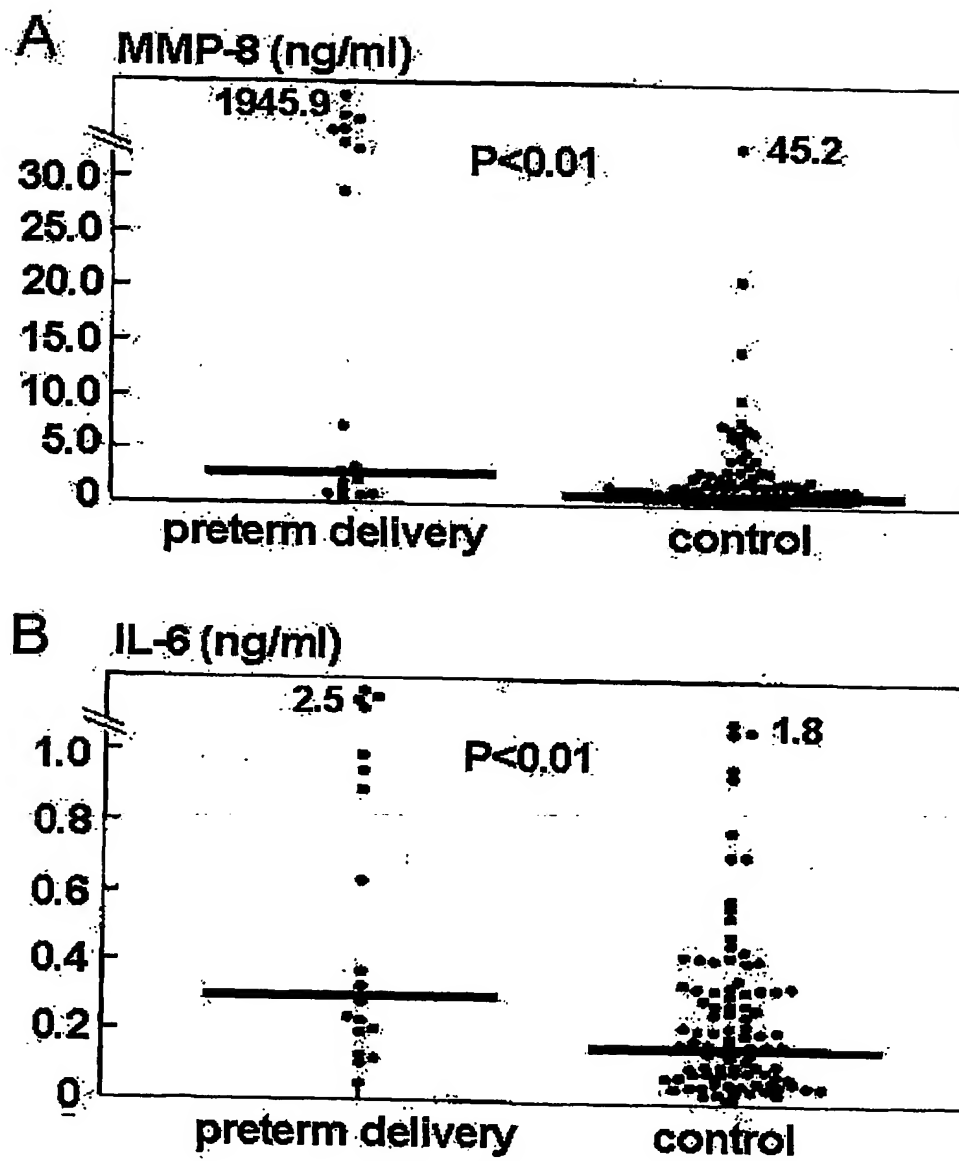 A
MMP-8 (ng/ml)
1945.9
P<0.01
45.2
30.0
25.0
20.0
15.0
10.0
5.0
0
preterm delivery
control
B
IL-6 (ng/ml)
2.5
1.8
P<0.01
1.0
0.8
0.6
0.4
0.2
0
preterm delivery
control